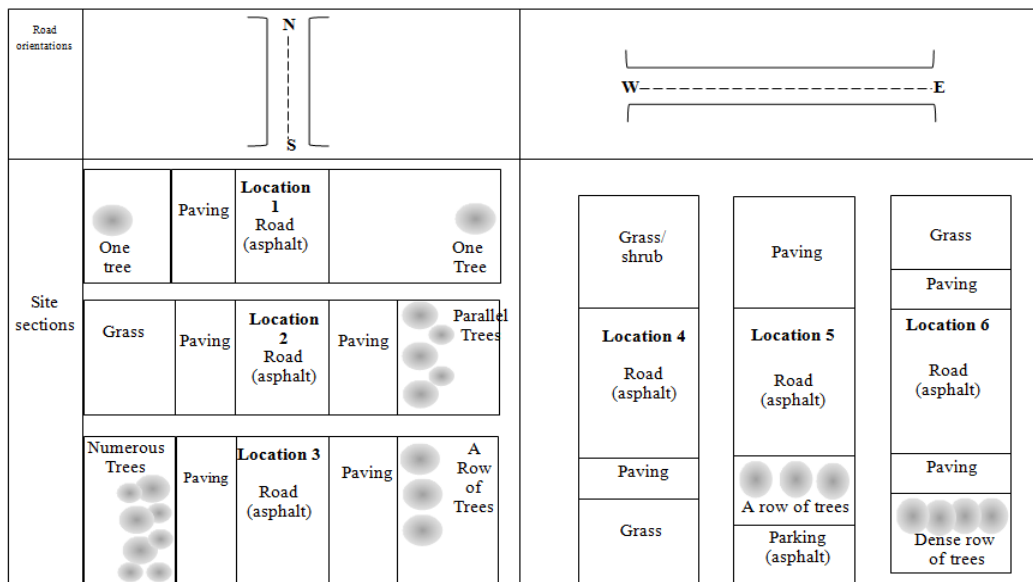 Road
orientations
N
S
W
E
Site
sections
One
tree
Paving
Location
1
Road
(asphalt)
One
Tree
Grass
Paving
Location
2
Road
(asphalt)
Paving
Parallel
Trees
Numerous
Trees
Paving
Location 3
Road
(asphalt)
Paving
A
Row
of
Trees
Grass/
shrub
Location 4
Road
(asphalt)
Paving
Grass
Paving
Location 5
Road
(asphalt)
A row of trees
Parking
(asphalt)
Grass
Paving
Location 6
Road
(asphalt)
Paving
Dense row
of trees